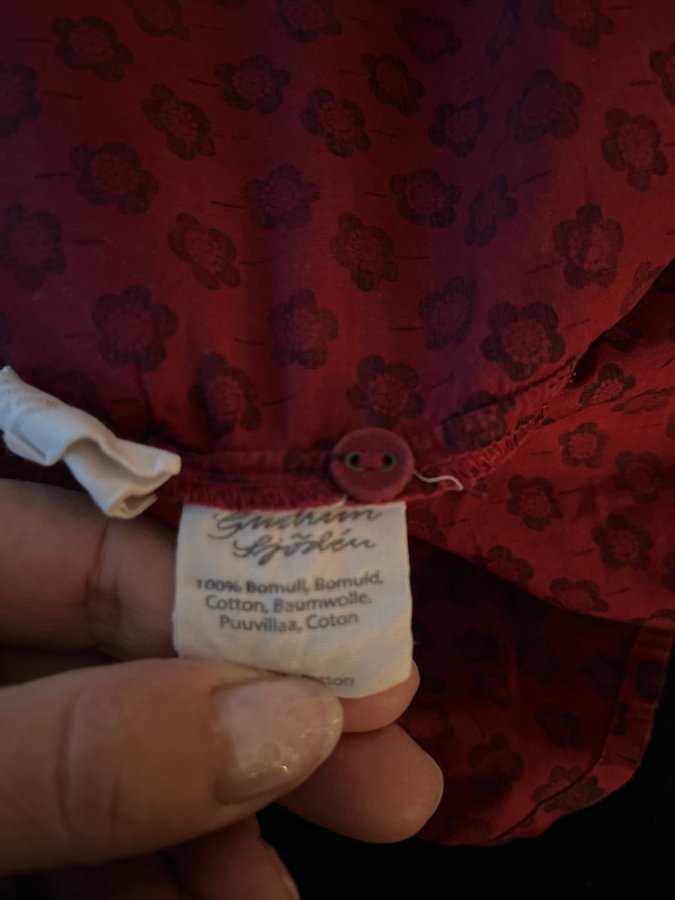 Gudrun
Sjödén
100% Bomull, Bomuld,
Cotton, Baumwolle,
Puuvillaa, Coton